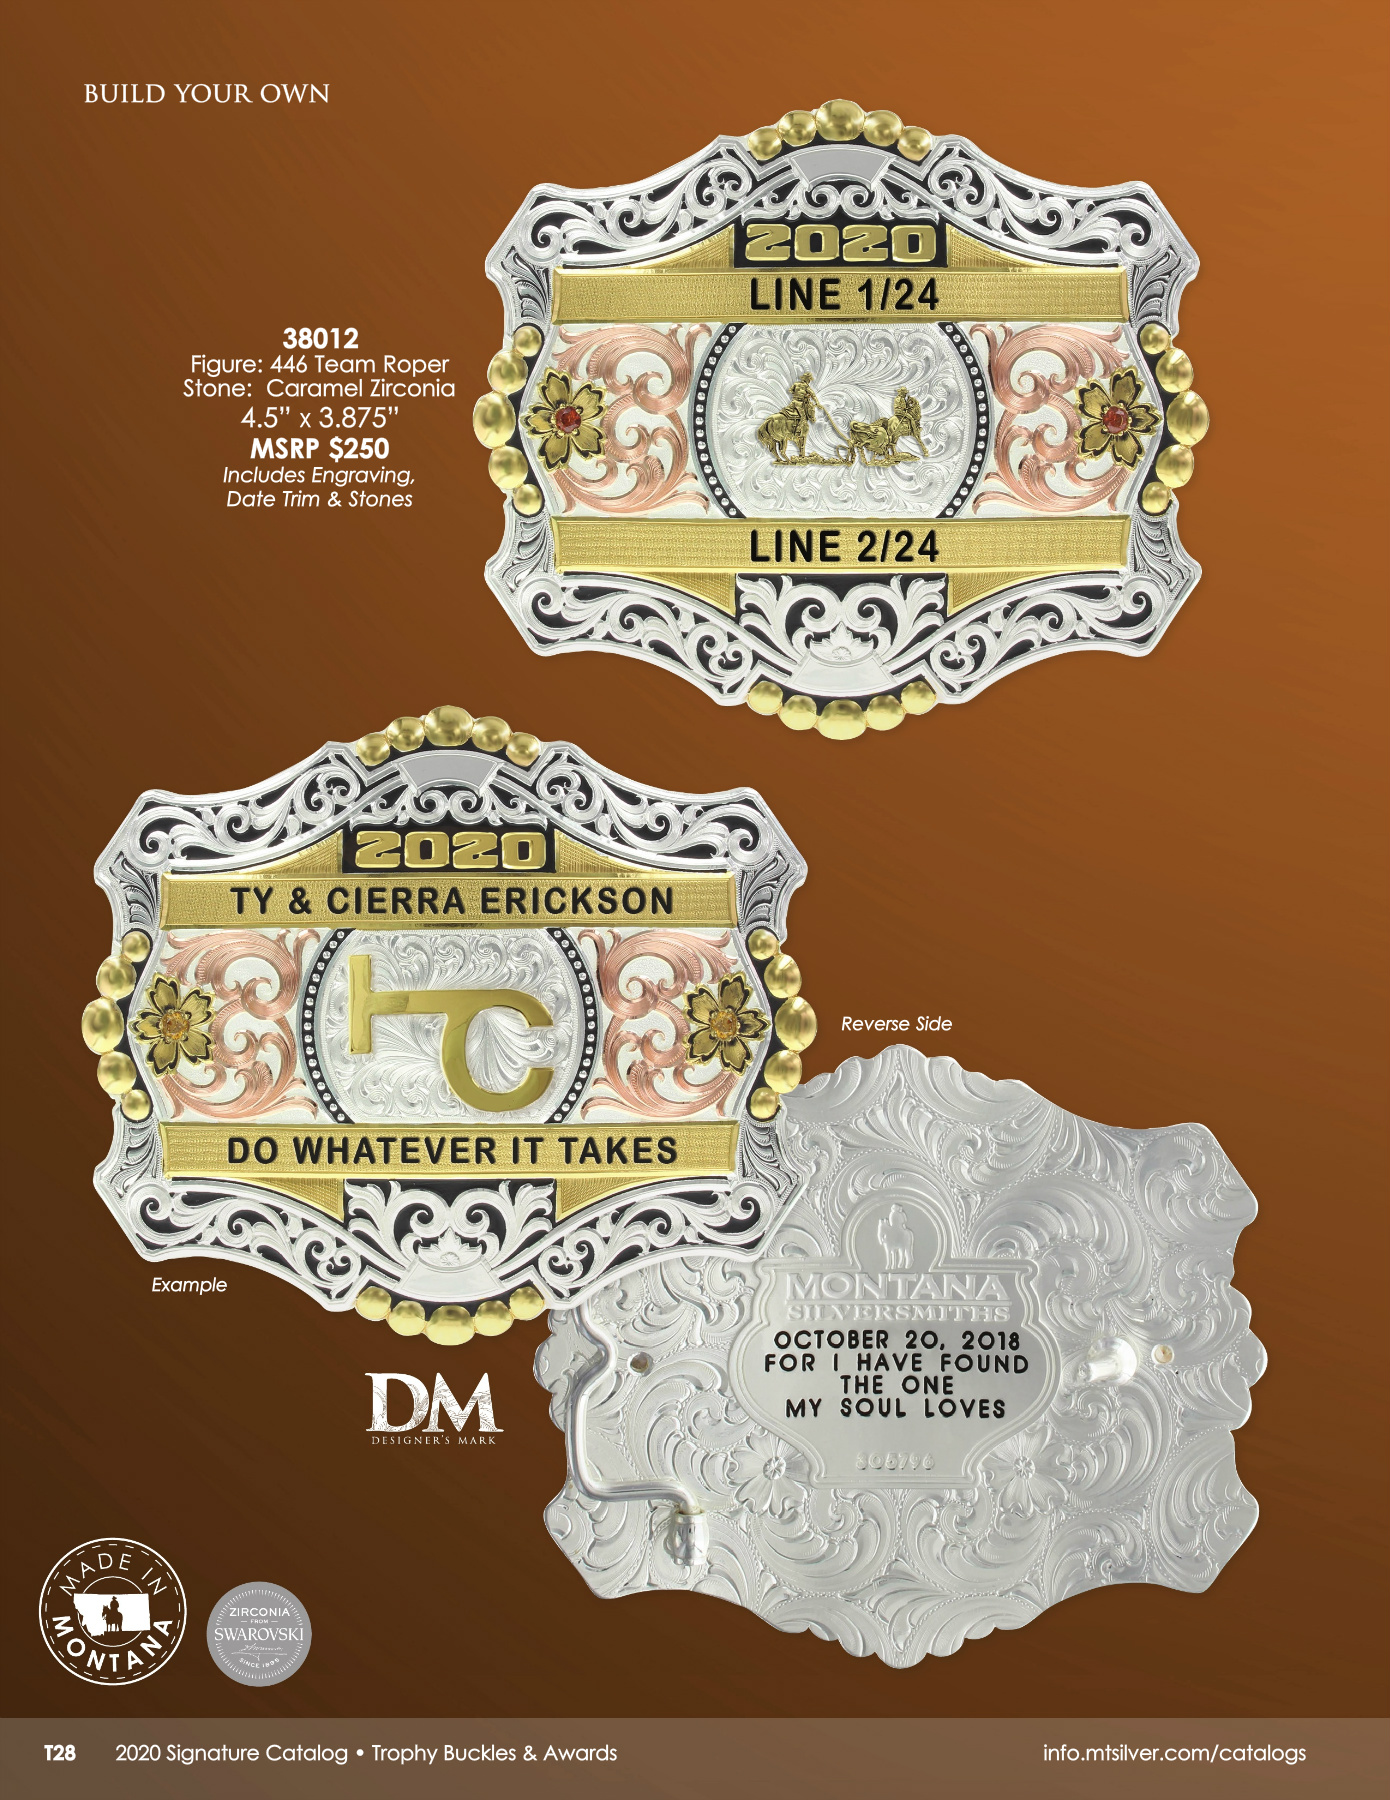 BUILD YOUR OWN
38012
Figure: 446 Team Roper
Stone:  Caramel Zirconia
4.5” x 3.875”
MSRP $250
Includes Engraving,
Date Trim & Stones
2020
LINE 1/24
LINE 2/24
2020
TY & CIERRA ERICKSON
DO WHATEVER IT TAKES
Example
Reverse Side
MONTANA
SILVERSMITHS
OCTOBER 20, 2018
FOR I HAVE FOUND
THE ONE
MY SOUL LOVES
DM
DESIGNER'S MARK
MADE IN
MONTANA
ZIRCONIA
FROM
SWAROVSKI
T28
2020 Signature Catalog • Trophy Buckles & Awards
info.mtsilver.com/catalogs